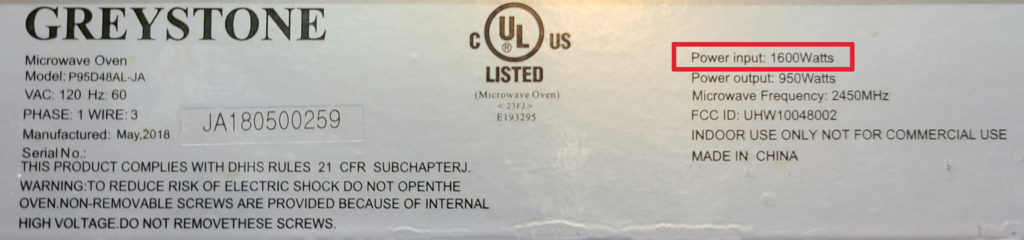 GREYSTONE
Microwave Oven
Model: P95D48AL-JA
VAC: 120 Hz: 60
PHASE: 1 WIRE: 3
Manufactured: May,2018
Serial No.:
JA180500259
THIS PRODUCT COMPLIES WITH DHHS RULES 21 CFR SUBCHAPTERJ.
WARNING:TO REDUCE RISK OF ELECTRIC SHOCK DO NOT OPENTHE
OVEN.NON-REMOVABLE SCREWS ARE PROVIDED BECAUSE OF INTERNAL
HIGH VOLTAGE.DO NOT REMOVETHESE SCREWS.
C UL ® US
LISTED
(Microwave Oven)
<23FJ>
E193295
Power input: 1600Watts
Power output: 950Watts
Microwave Frequency: 2450MHz
FCC ID: UHW10048002
INDOOR USE ONLY NOT FOR COMMERCIAL USE
MADE IN CHINA